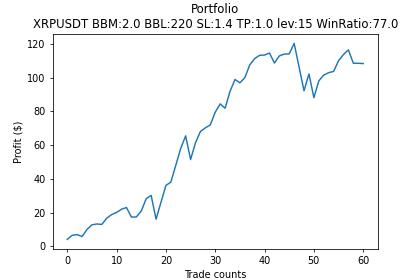 Portfolio
XRPUSDT BBM:2.0 BBL:220 SL:1.4 TP:1.0 lev:15 WinRatio:77.0
120
100
80
60
40
20
0
Profit ($)
0 10 20 30 40 50 60
Trade counts